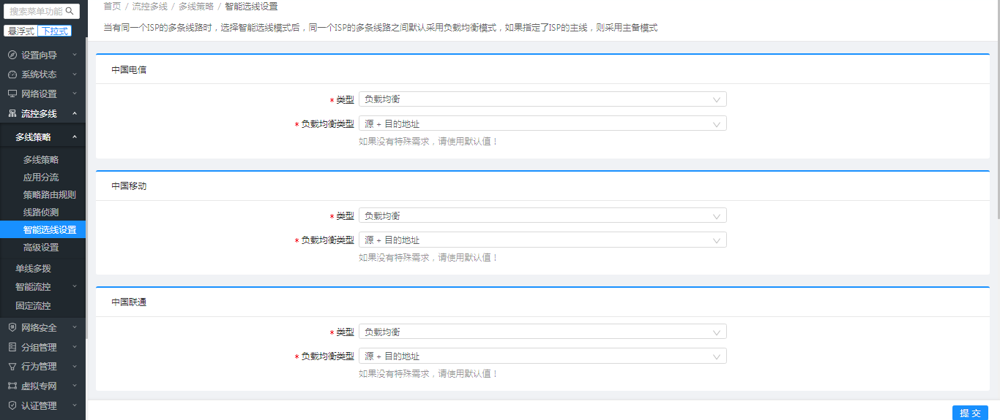 搜索菜单功能
悬浮式 下拉式
设置向导
系统状态
网络设置
流控多线
多线策略
多线策略
应用分流
策略路由规则
线路侦测
智能选线设置
高级设置
单线多拨
智能流控
固定流控
网络安全
分组管理
行为管理
虚拟专网
认证管理
首页 / 流控多线 / 多线策略 / 智能选线设置
当有同一个ISP的多条线路时，选择智能选线模式后，同一个ISP的多条线路之间默认采用负载均衡模式，如果指定了ISP的主线，则采用主备模式
中国电信
* 类型 负载均衡
* 负载均衡类型 源 + 目的地址
如果没有特殊需求，请使用默认值！
中国移动
* 类型 负载均衡
* 负载均衡类型 源 + 目的地址
如果没有特殊需求，请使用默认值！
中国联通
* 类型 负载均衡
* 负载均衡类型 源 + 目的地址
如果没有特殊需求，请使用默认值！
提 交